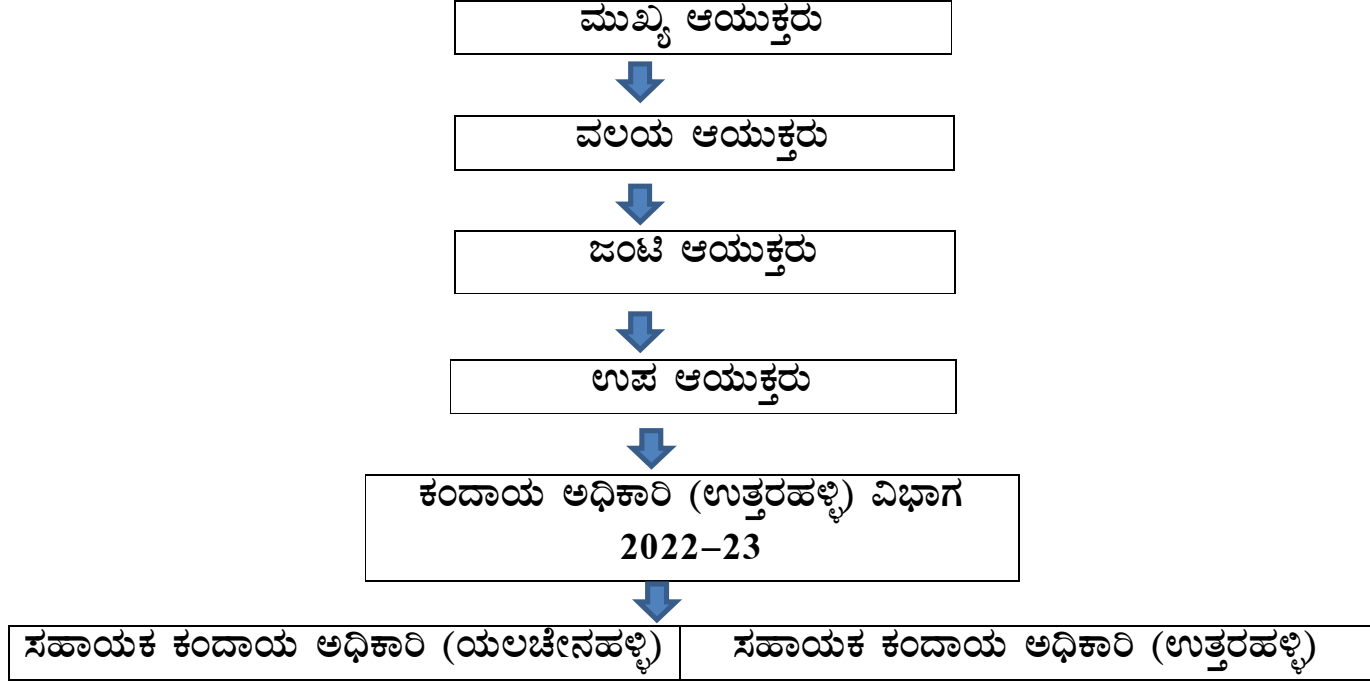 ಮುಖ್ಯ ಆಯುಕ್ತರು
ವಲಯ ಆಯುಕ್ತರು
ಜಂಟಿ ಆಯುಕ್ತರು
ಉಪ ಆಯುಕ್ತರು
ಕಂದಾಯ ಅಧಿಕಾರಿ (ಉತ್ತರಹಳ್ಳಿ) ವಿಭಾಗ
2022–23
ಸಹಾಯಕ ಕಂದಾಯ ಅಧಿಕಾರಿ (ಯಲಚೇನಹಳ್ಳಿ) ಸಹಾಯಕ ಕಂದಾಯ ಅಧಿಕಾರಿ (ಉತ್ತರಹಳ್ಳಿ)